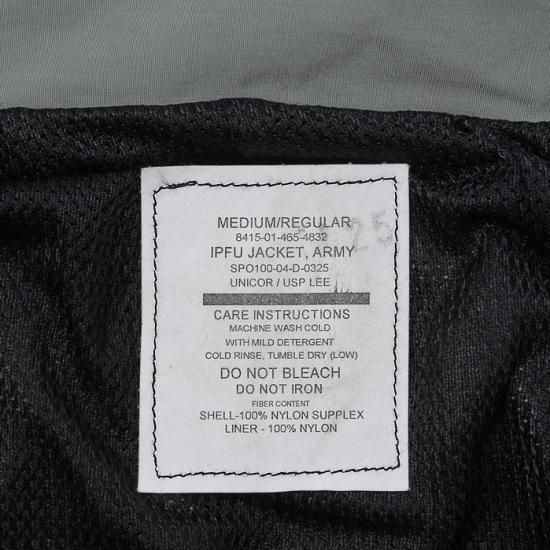 MEDIUM/REGULAR
8415-01-465-4832
IPFU JACKET, ARMY
SPO100-04-D-0325
UNICOR / USP LEE
CARE INSTRUCTIONS
MACHINE WASH COLD
WITH MILD DETERGENT
COLD RINSE, TUMBLE DRY (LOW)
DO NOT BLEACH
DO NOT IRON
FIBER CONTENT
SHELL-100% NYLON SUPPLEX
LINER - 100% NYLON